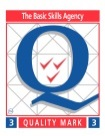 The Basic Skills Agency
Q
3 QUALITY MARK 3